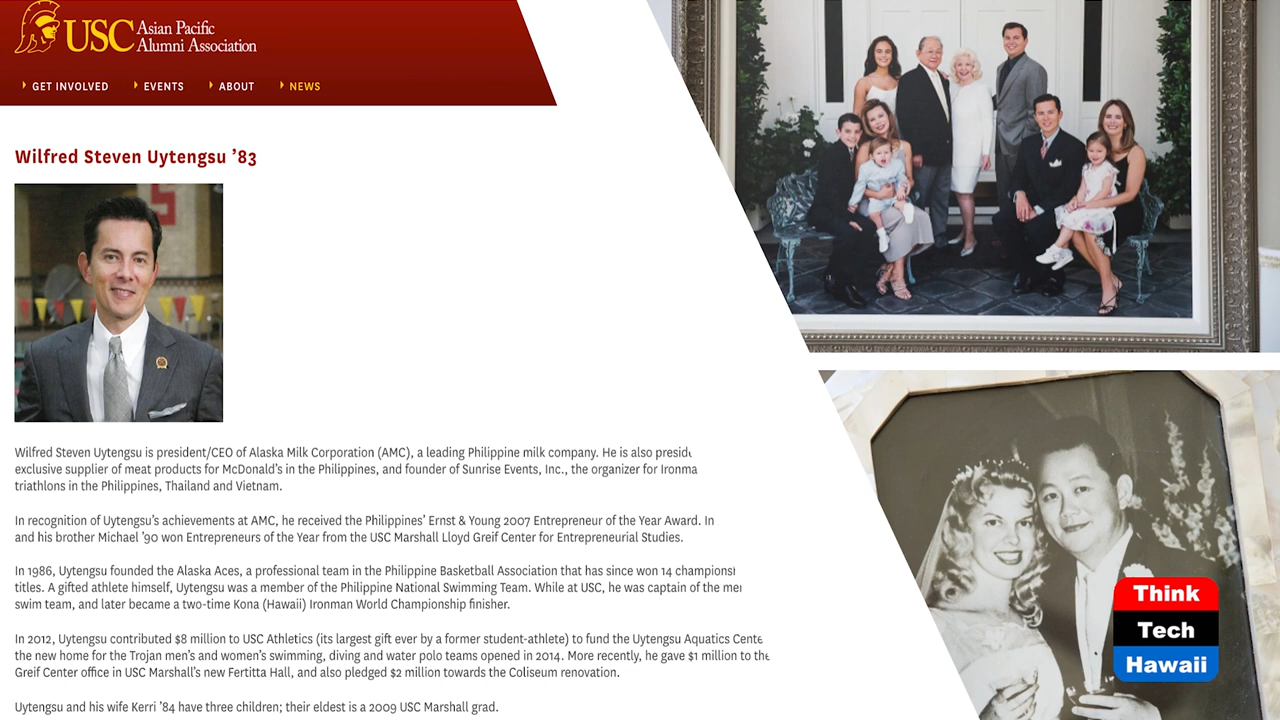 USC Asian Pacific
Alumni Association
GET INVOLVED
EVENTS
ABOUT
NEWS
Wilfred Steven Uytengsu '83
Wilfred Steven Uytengsu is president/CEO of Alaska Milk Corporation (AMC), a leading Philippine milk company. He is also
exclusive supplier of meat products for McDonald's in the Philippines, and founder of Sunrise Events, Inc., the organizer for
triathlons in the Philippines, Thailand and Vietnam.
In recognition of Uytengsu's achievements at AMC, he received the Philippines' Ernst & Young 2007 Entrepreneur of the Year Award. In
and his brother Michael '90 won Entrepreneurs of the Year from the USC Marshall Lloyd Greif Center for Entrepreneurial Studies.
In 1986, Uytengsu founded the Alaska Aces, a professional team in the Philippine Basketball Association that has since won 14
titles. A gifted athlete himself, Uytengsu was a member of the Philippine National Swimming Team. While at USC, he was captain of the
swim team, and later became a two-time Kona (Hawaii) Ironman World Championship finisher.
In 2012, Uytengsu contributed $8 million to USC Athletics (its largest gift ever by a former student-athlete) to fund the Uytengsu Aquatics
the new home for the Trojan men's and women's swimming, diving and water polo teams opened in 2014. More recently, he gave $1 million to the
Greif Center office in USC Marshall's new Fertitta Hall, and also pledged $2 million towards the Coliseum renovation.
Uytengsu and his wife Kerri '84 have three children; their eldest is a 2009 USC Marshall grad.
Think
Tech
Hawaii